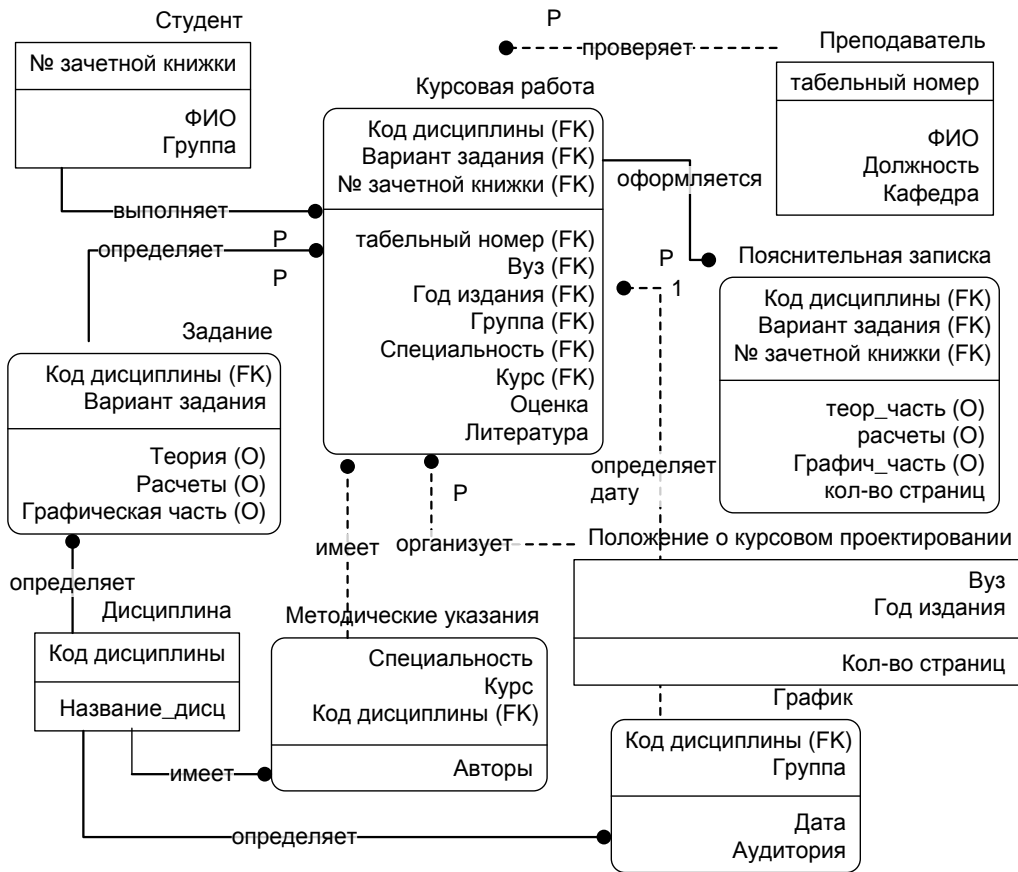 Студент
№ зачетной книжки
ФИО
Группа
P
проверяет
Преподаватель
табельный номер
ФИО
Должность
Кафедра
Курсовая работа
Код дисциплины (FK)
Вариант задания (FK)
№ зачетной книжки (FK)
табельный номер (FK)
Вуз (FK)
Год издания (FK)
Группа (FK)
Специальность (FK)
Курс (FK)
Оценка
Литература
оформляется
выполняет
определяет
P
P
P
1
Пояснительная записка
Код дисциплины (FK)
Вариант задания (FK)
№ зачетной книжки (FK)
теор_часть (O)
расчеты (O)
Графич_часть (O)
кол-во страниц
Задание
Код дисциплины (FK)
Вариант задания
Теория (O)
Расчеты (O)
Графическая часть (O)
определяет
дату
P
имеет
организует
Положение о курсовом проектировании
Вуз
Год издания
Кол-во страниц
определяет
Дисциплина
Код дисциплины
Название_дисц
Методические указания
Специальность
Курс
Код дисциплины (FK)
Авторы
График
Код дисциплины (FK)
Группа
Дата
Аудитория
имеет
определяет